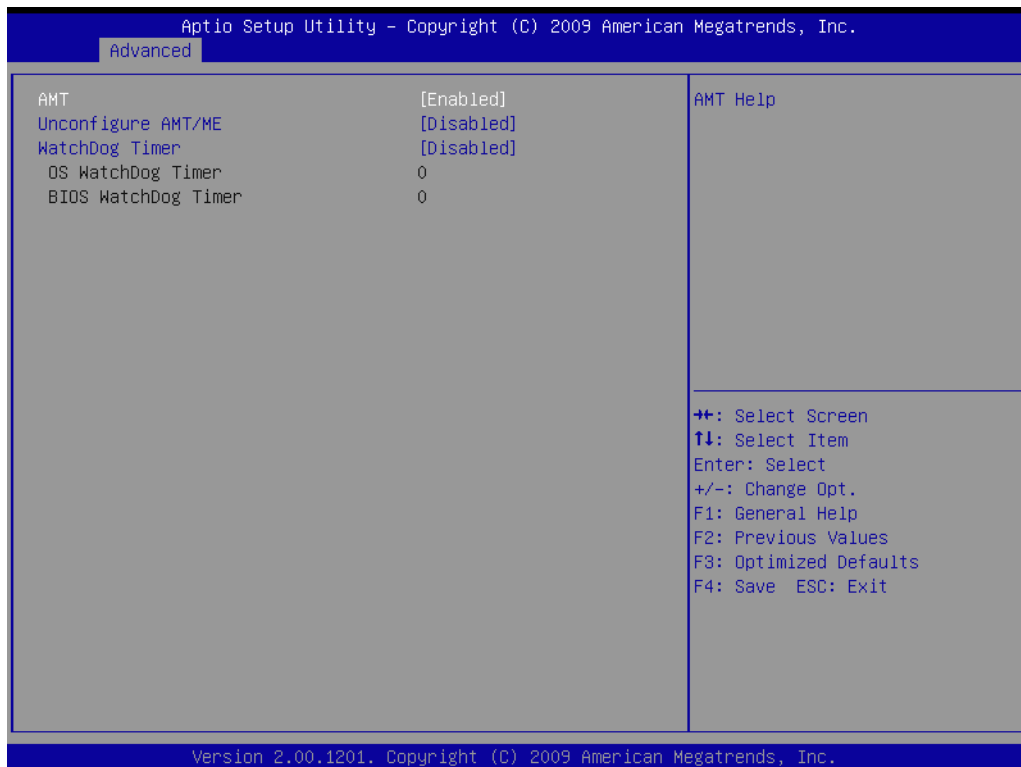 Aptio Setup Utility – Copyright (C) 2009 American Megatrends, Inc.
Advanced
AMT [Enabled]
Unconfigure AMT/ME [Disabled]
WatchDog Timer [Disabled]
OS WatchDog Timer 0
BIOS WatchDog Timer 0
AMT Help
→←: Select Screen
↑↓: Select Item
Enter: Select
+/-: Change Opt.
F1: General Help
F2: Previous Values
F3: Optimized Defaults
F4: Save ESC: Exit
Version 2.00.1201. Copyright (C) 2009 American Megatrends, Inc.